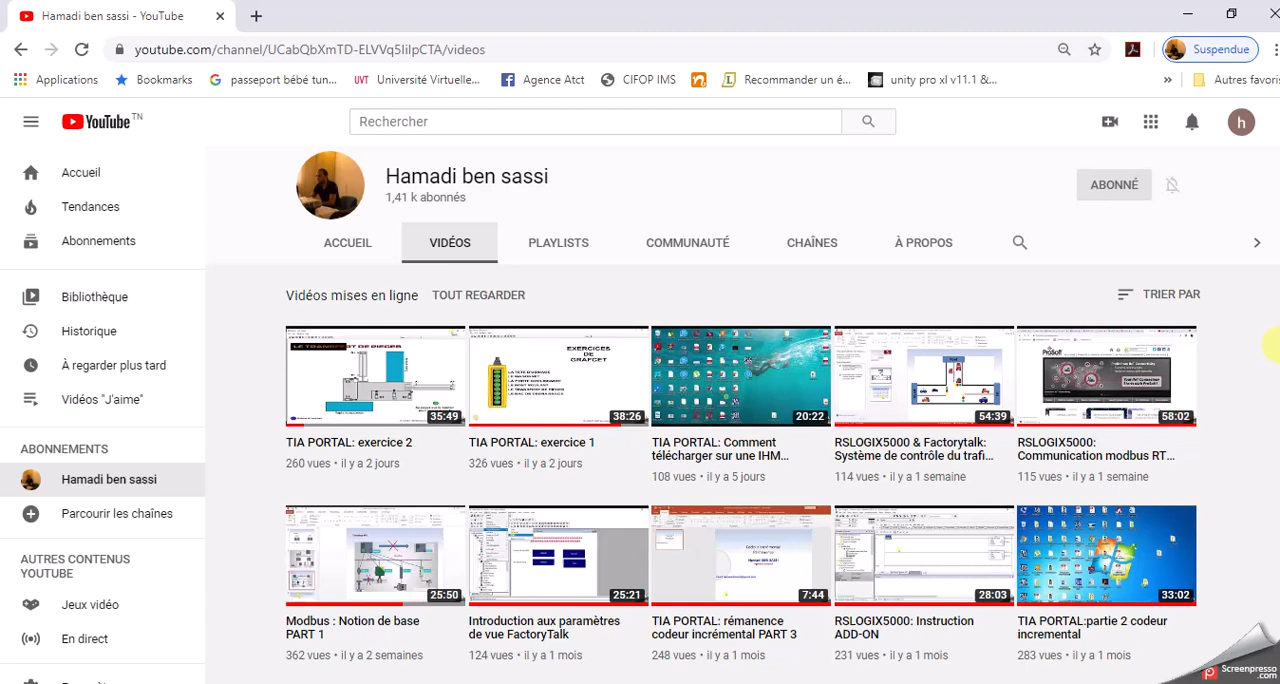 Hamadi ben sassi - YouTube
youtube.com/channel/UCabQbXmTD-ELVVq5IiIpCTA/videos
Suspendue
Applications
Bookmarks
passeport bébé tun...
UVT Université Virtuelle...
Agence Atct
CIFOP IMS
Recommander un é...
unity pro xl v11.1 &...
»
Autres favoris
YouTube TN
Rechercher
h
Accueil
Tendances
Abonnements
Bibliothèque
Historique
À regarder plus tard
Vidéos "J'aime"
ABONNEMENTS
Hamadi ben sassi
Parcourir les chaînes
AUTRES CONTENUS
YOUTUBE
Jeux vidéo
En direct
Hamadi ben sassi
1,41 k abonnés
ABONNÉ
ACCUEIL
VIDÉOS
PLAYLISTS
COMMUNAUTÉ
CHAÎNES
À PROPOS
Vidéos mises en ligne
TOUT REGARDER
TRIER PAR
LE TRANSFERT DE PIEGES
35:49
TIA PORTAL: exercice 2
260 vues • il y a 2 jours
EXERCICES
DE
GRAFCET
38:26
TIA PORTAL: exercice 1
326 vues • il y a 2 jours
20:22
TIA PORTAL: Comment
télécharger sur une IHM...
108 vues • il y a 5 jours
54:39
RSLOGIX5000 & Factorytalk:
Système de contrôle du trafi...
114 vues • il y a 1 semaine
ProSoft
58:02
RSLOGIX5000:
Communication modbus RT...
115 vues • il y a 1 semaine
25:50
Modbus : Notion de base
PART 1
362 vues • il y a 2 semaines
25:21
Introduction aux paramètres
de vue FactoryTalk
124 vues • il y a 1 mois
7:44
TIA PORTAL: rémanence
codeur incrémental PART 3
248 vues • il y a 1 mois
28:03
RSLOGIX5000: Instruction
ADD-ON
231 vues • il y a 1 mois
33:02
TIA PORTAL:partie 2 codeur
incremental
283 vues • il y a 1 mois
Screenpresso
.com